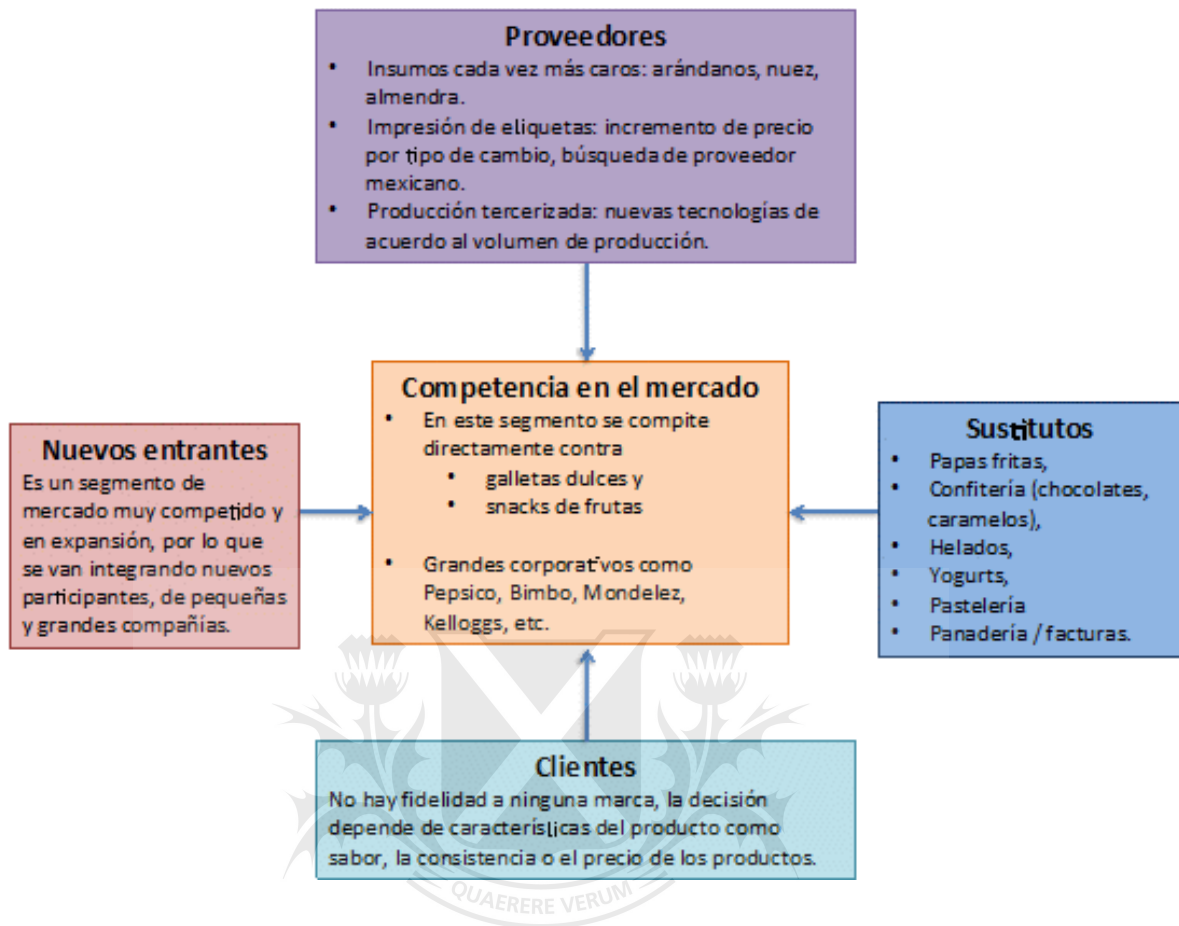 Proveedores
• Insumos cada vez más caros: arándanos, nuez,
almendra.
• Impresión de etiquetas: incremento de precio
por tipo de cambio, búsqueda de proveedor
mexicano.
• Producción tercerizada: nuevas tecnologías de
acuerdo al volumen de producción.
Nuevos entrantes
Es un segmento de
mercado muy competido y
en expansión, por lo que
se van integrando nuevos
participantes, de pequeñas
y grandes compañías.
Competencia en el mercado
• En este segmento se compite
directamente contra
• galletas dulces y
• snacks de frutas
• Grandes corporativos como
Pepsico, Bimbo, Mondelez,
Kelloggs, etc.
Sustitutos
• Papas fritas,
• Confitería (chocolates,
caramelos),
• Helados,
• Yogurts,
• Pastelería
• Panadería / facturas.
Clientes
No hay fidelidad a ninguna marca, la decisión
depende de características del producto como
sabor, la consistencia o el precio de los productos.
QUAERERE VERUM